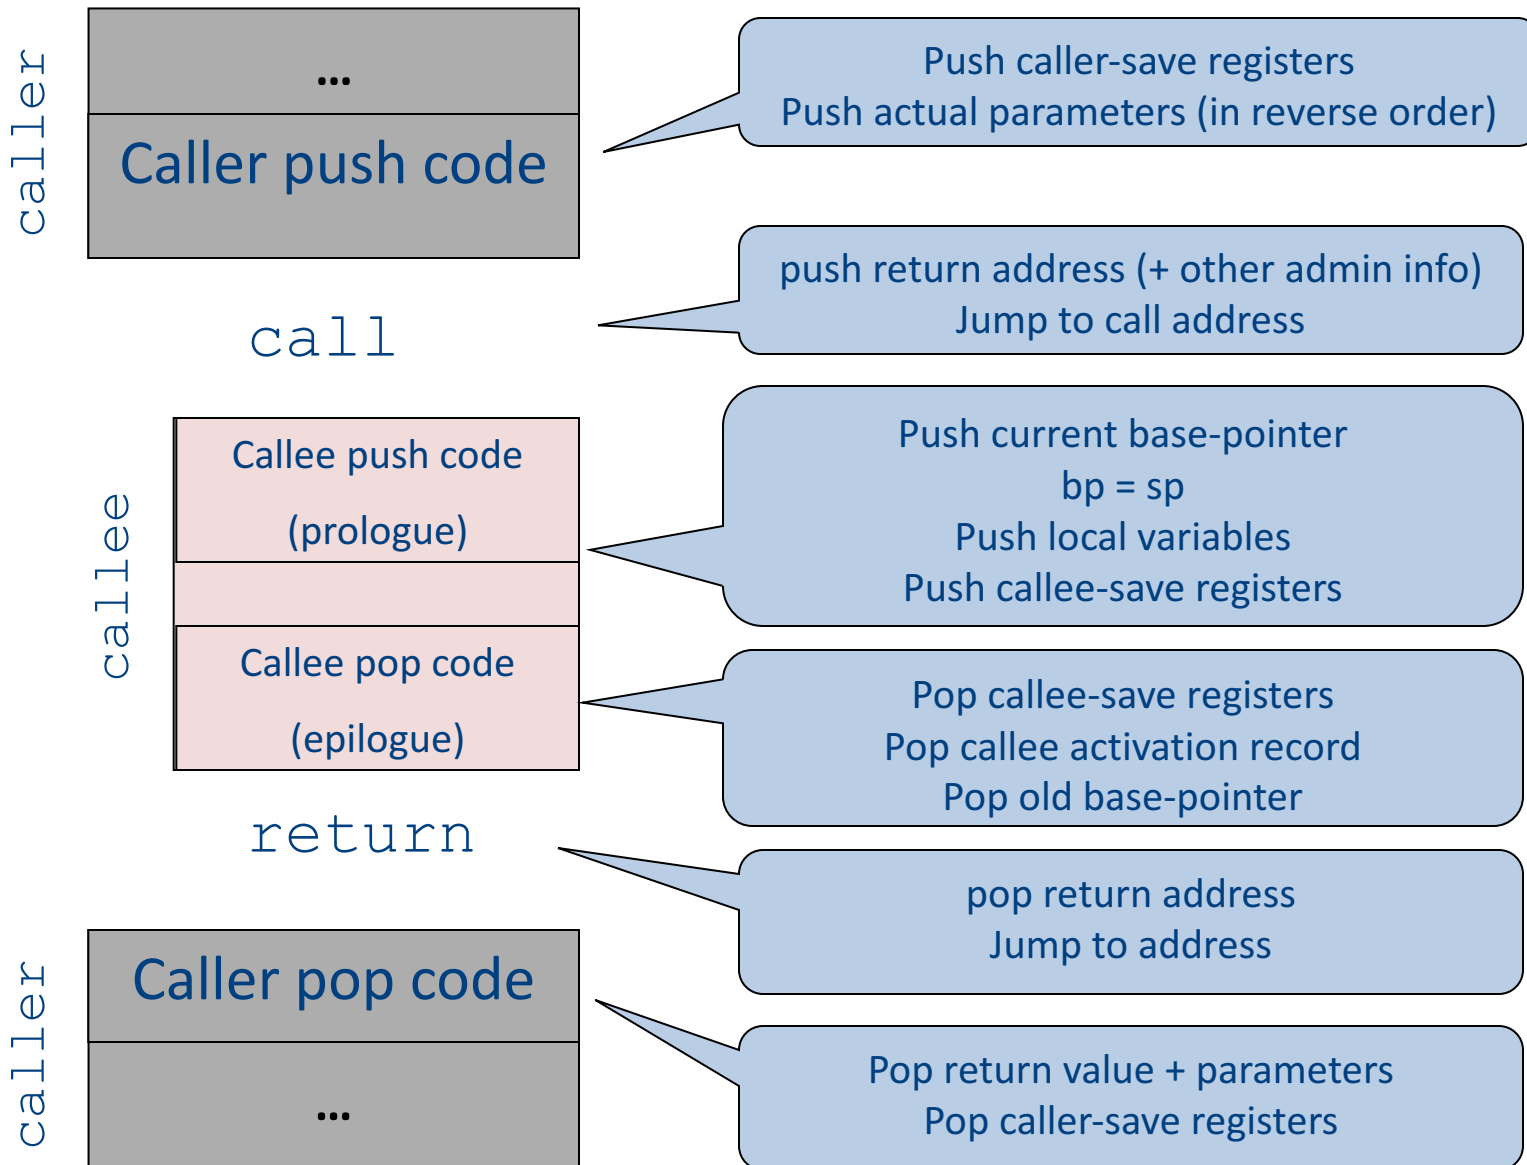 caller
...
Caller push code
Push caller-save registers
Push actual parameters (in reverse order)
call
push return address (+ other admin info)
Jump to call address
callee
Callee push code
(prologue)
Push current base-pointer
bp = sp
Push local variables
Push callee-save registers
Callee pop code
(epilogue)
Pop callee-save registers
Pop callee activation record
Pop old base-pointer
return
pop return address
Jump to address
caller
Caller pop code
...
Pop return value + parameters
Pop caller-save registers